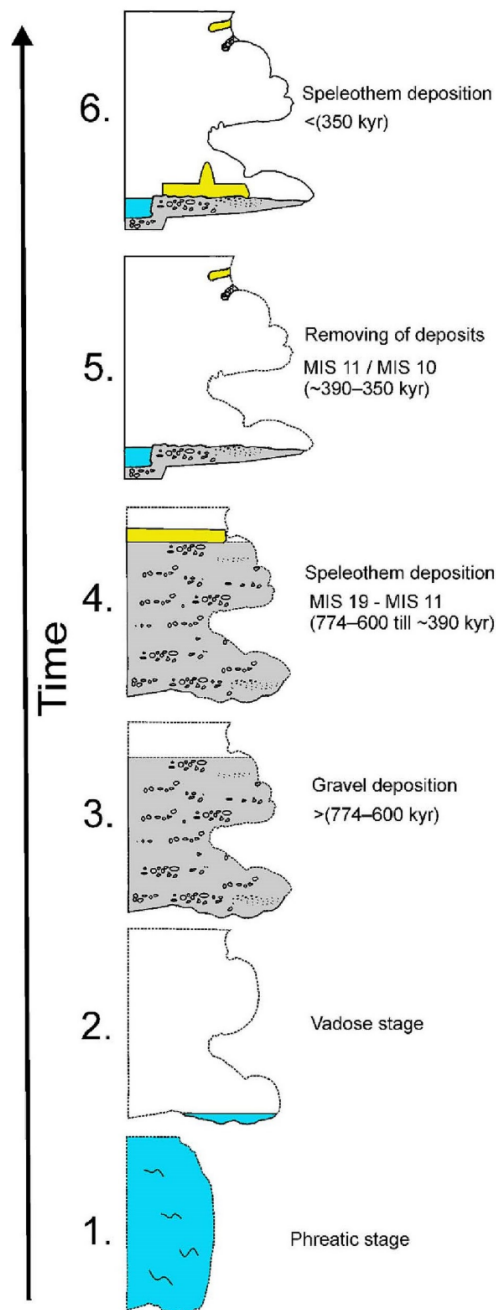 6.
Speleothem deposition
<(350 kyr)
5.
Removing of deposits
MIS 11 / MIS 10
(~390–350 kyr)
4.
Speleothem deposition
MIS 19 - MIS 11
(774–600 till ~390 kyr)
Time
3.
Gravel deposition
>(774–600 kyr)
2.
Vadose stage
1.
Phreatic stage